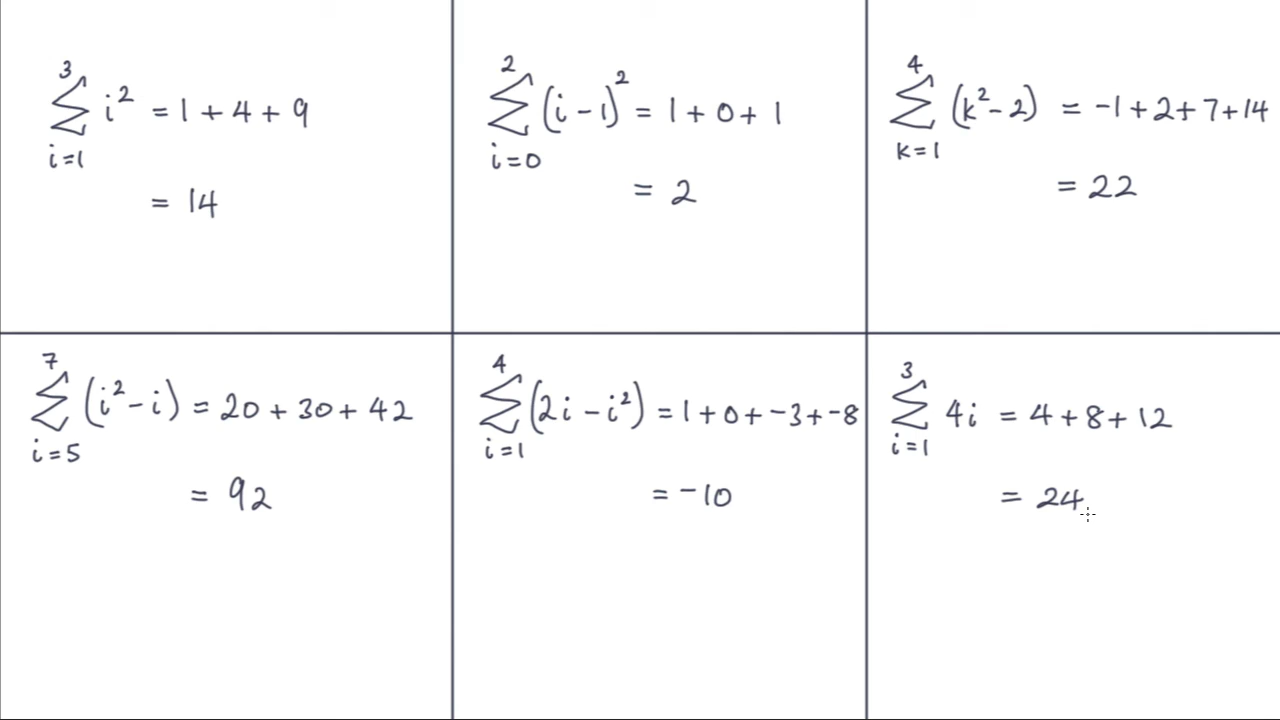 3
∑ i² = 1 + 4 + 9
i=1
= 14
2
∑ (i - 1)² = 1 + 0 + 1
i=0
= 2
4
∑ (k² - 2) = -1 + 2 + 7 + 14
k=1
= 22
7
∑ (i² - i) = 20 + 30 + 42
i=5
= 92
4
∑ (2i - i²) = 1 + 0 + -3 + -8
i=1
= -10
3
∑ 4i = 4 + 8 + 12
i=1
= 24